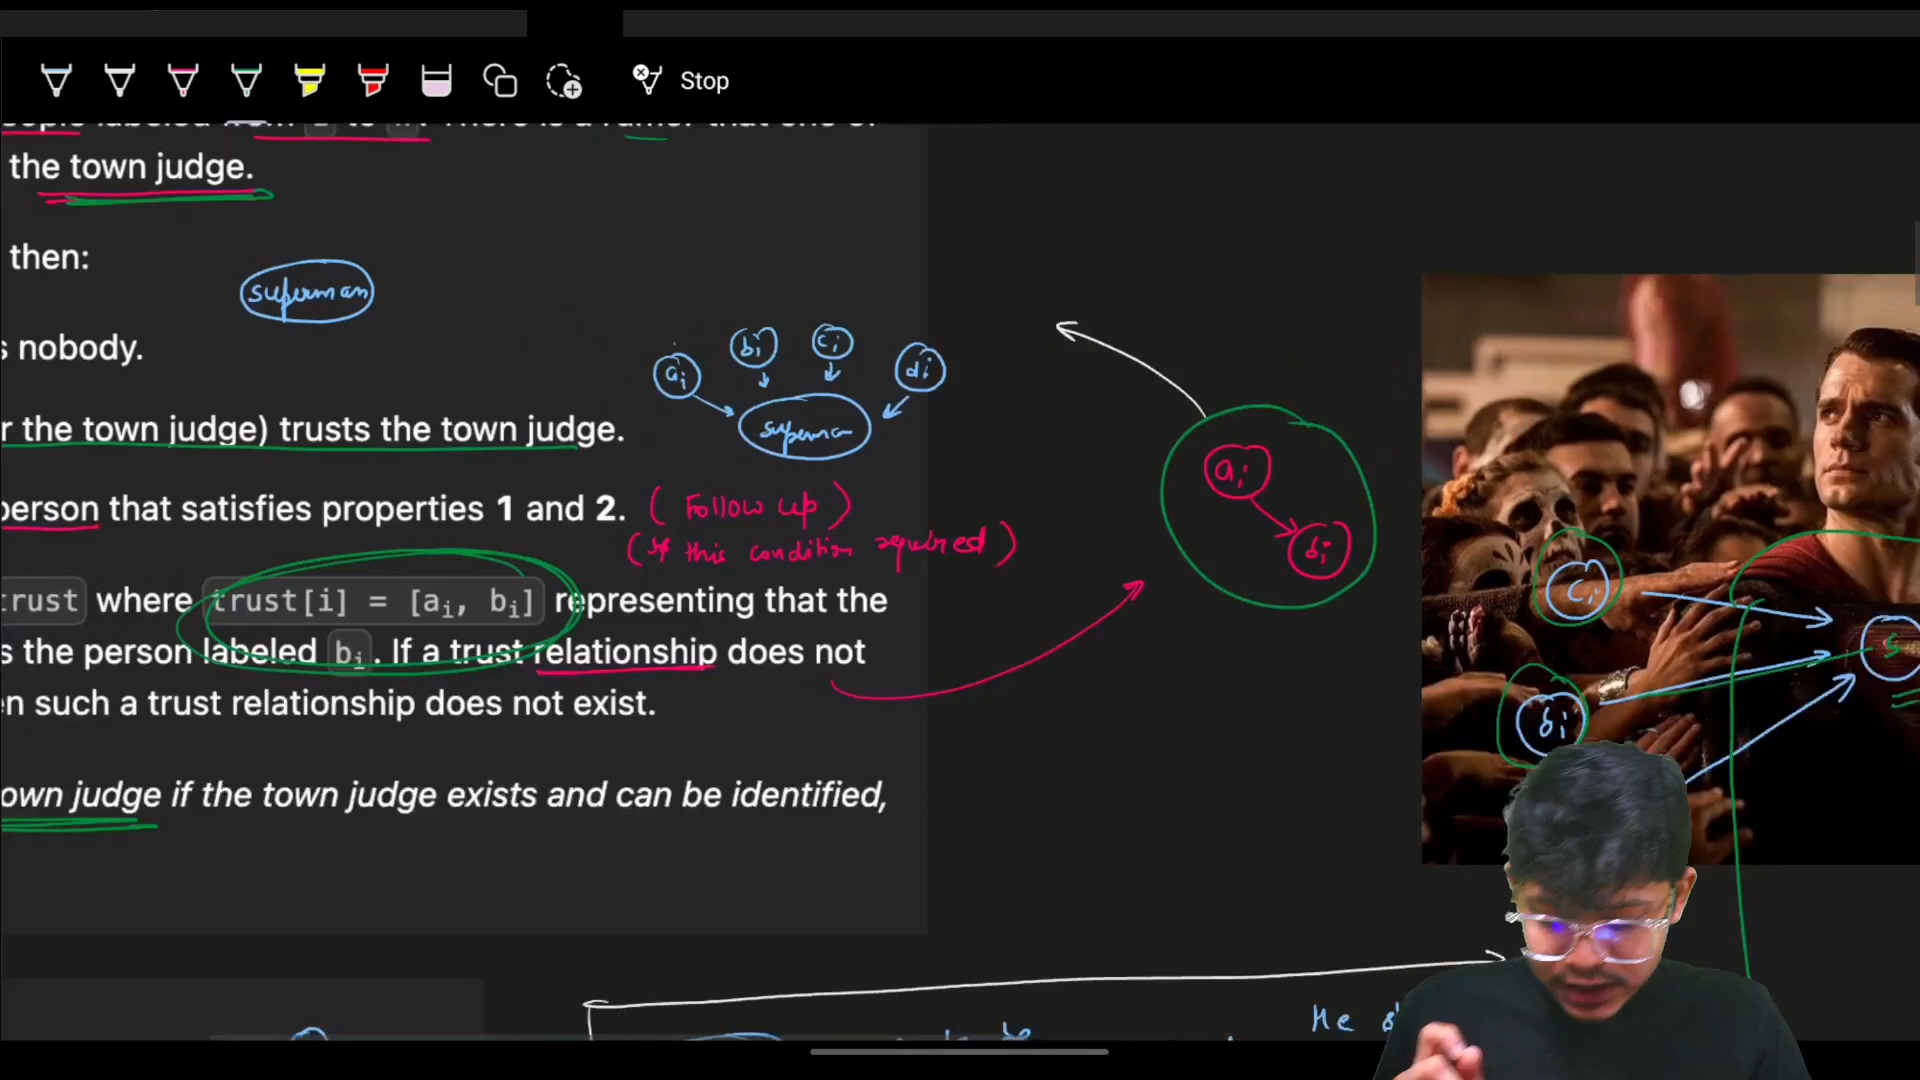 Stop
the town judge.
then:
superman
s nobody.
ai
bi
ci
di
superma
r the town judge) trusts the town judge.
ai
bi
person that satisfies properties 1 and 2.
( Follow up )
( if this condition required )
trust where trust[i] = [ai, bi] representing that the
s the person labeled bi. If a trust relationship does not
en such a trust relationship does not exist.
ci
s
bi
own judge if the town judge exists and can be identified,
He